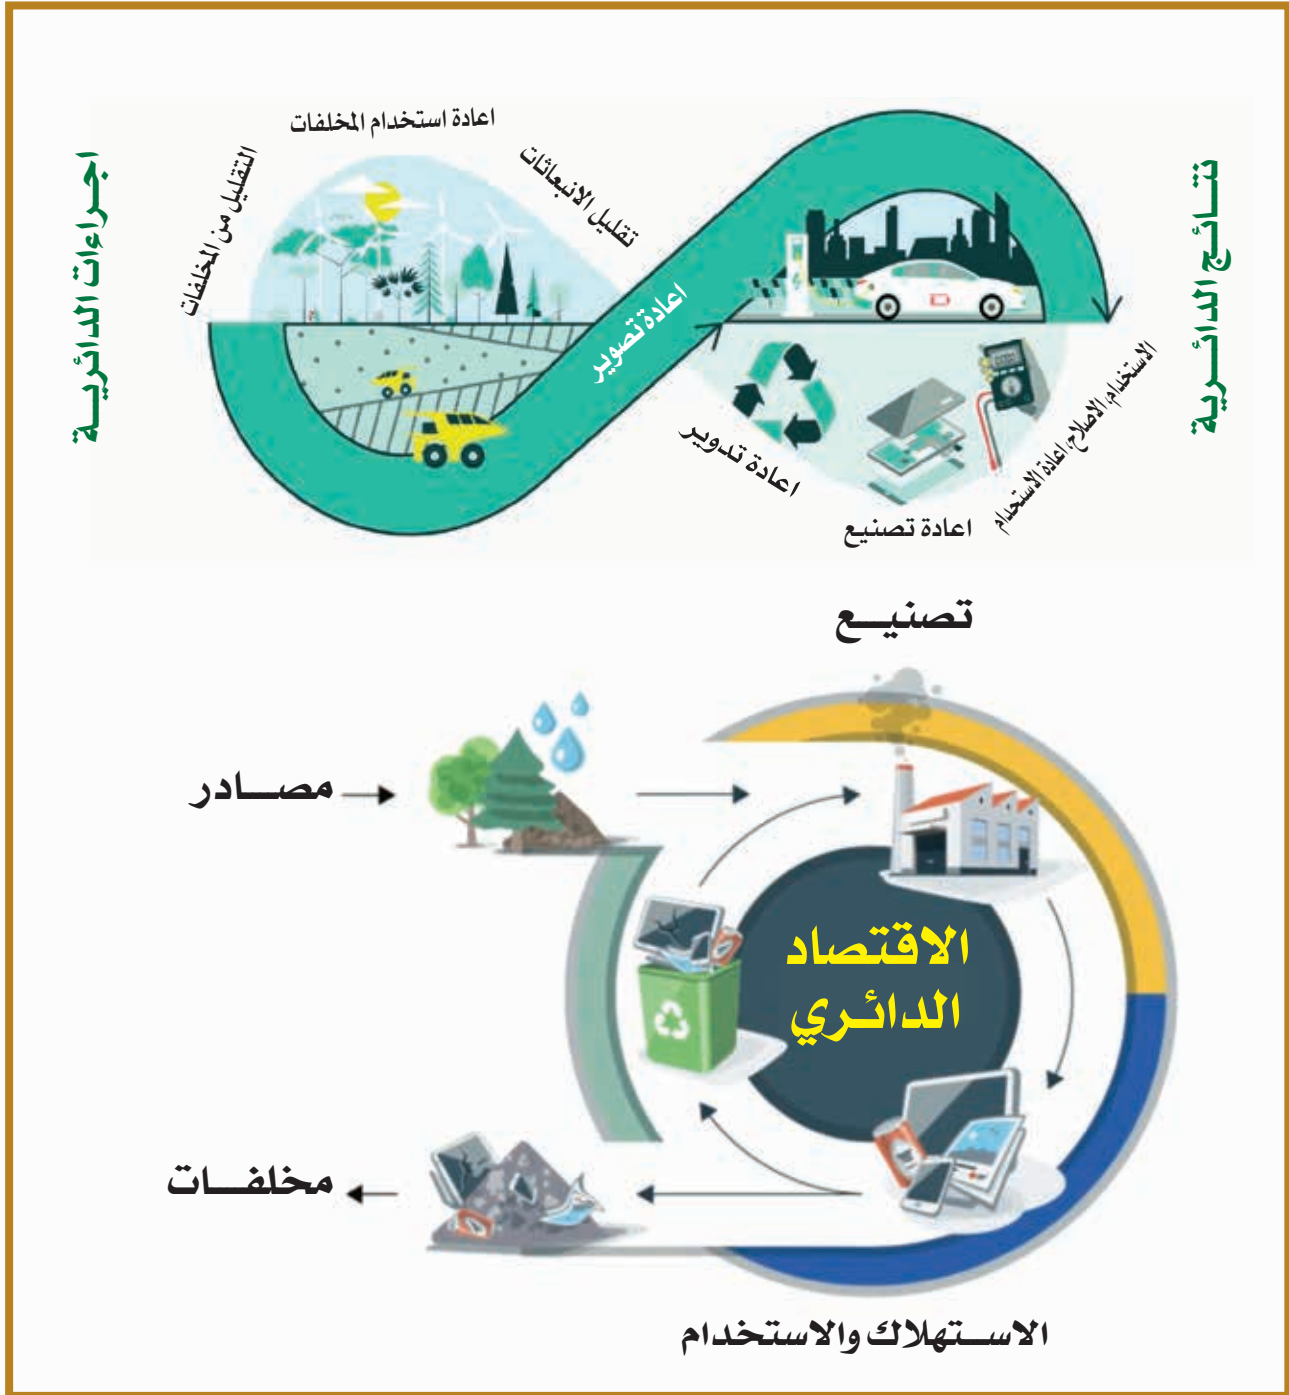 اعادة استخدام المخلفات
التقليل من المخلفات
تقليل الانبعاثات
اجراءات الدائرية
نتائج الدائرية
اعادة تصوير
اعادة تدوير
اعادة تصنيع
الاستخدام، الاصلاح، اعادة الاستخدام
تصنيع
مصادر
الاقتصاد
الدائري
مخلفات
الاستهلاك والاستخدام